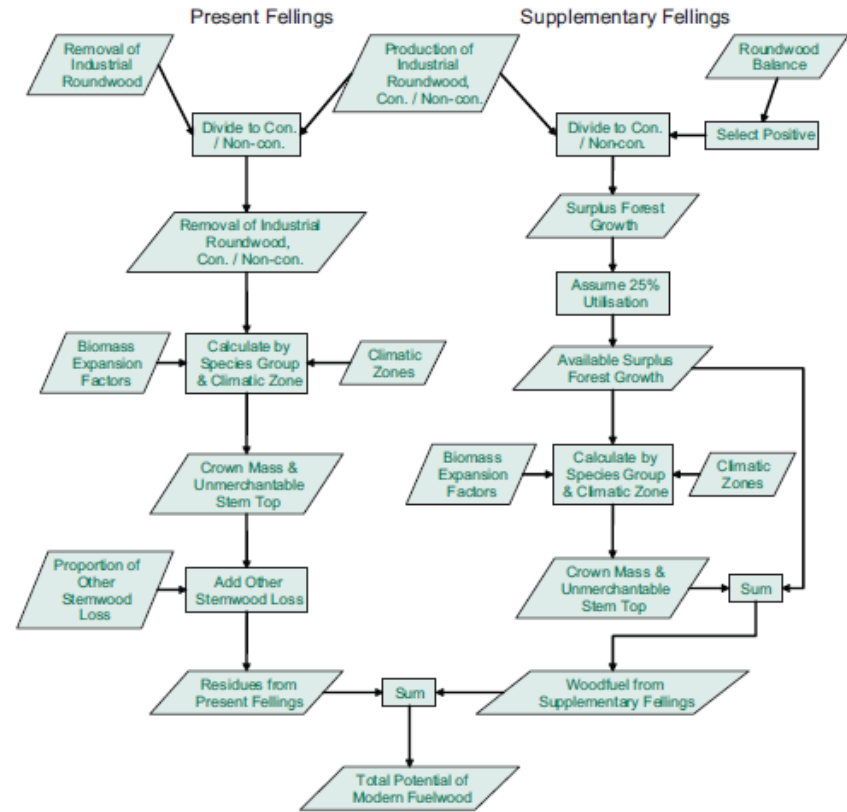 Present Fellings
Supplementary Fellings
Removal of
Industrial
Roundwood
Production of
Industrial
Roundwood,
Con. / Non-con.
Roundwood
Balance
Divide to Con.
/ Non-con.
Divide to Con.
/ Non-con.
Select Positive
Removal of Industrial
Roundwood,
Con. / Non-con.
Surplus Forest
Growth
Assume 25%
Utilisation
Biomass
Expansion
Factors
Calculate by
Species Group
& Climatic Zone
Climatic
Zones
Available Surplus
Forest Growth
Biomass
Expansion
Factors
Calculate by
Species Group
& Climatic Zone
Climatic
Zones
Crown Mass &
Unmerchantable
Stem Top
Proportion of
Other
Stemwood
Loss
Add Other
Stemwood Loss
Crown Mass &
Unmerchantable
Stem Top
Sum
Residues from
Present Fellings
Sum
Woodfuel from
Supplementary Fellings
Total Potential of
Modern Fuelwood